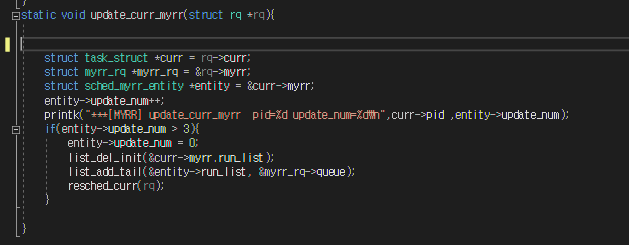 static void update_curr_myrr(struct rq *rq){
struct task_struct *curr = rq->curr;
struct myrr_rq *myrr_rq = &rq->myrr;
struct sched_myrr_entity *entity = &curr->myrr;
entity->update_num++;
printk("***[MYRR] update_curr_myrr  pid=%d update_num=%d₩n",curr->pid ,entity->update_num);
if(entity->update_num > 3){
entity->update_num = 0;
list_del_init(&curr->myrr.run_list);
list_add_tail(&entity->run_list, &myrr_rq->queue);
resched_curr(rq);
}
}